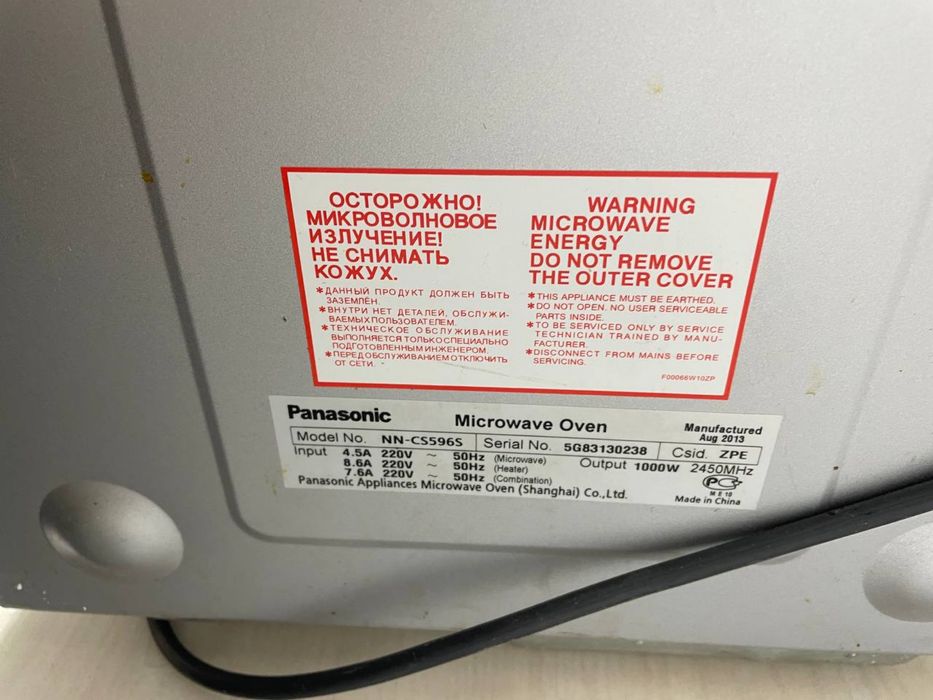 ОСТОРОЖНО!
МИКРОВОЛНОВОЕ
ИЗЛУЧЕНИЕ!
НЕ СНИМАТЬ
КОЖУХ.
*ДАННЫЙ ПРОДУКТ ДОЛЖЕН БЫТЬ
ЗАЗЕМЛЁН.
*ВНУТРИ НЕТ ДЕТАЛЕЙ, ОБСЛУЖИ-
ВАЕМЫХ ПОЛЬЗОВАТЕЛЕМ.
*ТЕХНИЧЕСКОЕ ОБСЛУЖИВАНИЕ
ВЫПОЛНЯЕТСЯ ТОЛЬКО СПЕЦИАЛЬНО
ПОДГОТОВЛЕННЫМ ИНЖЕНЕРОМ.
*ПЕРЕД ОБСЛУЖИВАНИЕМ ОТКЛЮЧИТЬ
ОТ СЕТИ.
WARNING
MICROWAVE
ENERGY
DO NOT REMOVE
THE OUTER COVER
*THIS APPLIANCE MUST BE EARTHED.
*DO NOT OPEN. NO USER SERVICEABLE
PARTS INSIDE.
*TO BE SERVICED ONLY BY SERVICE
TECHNICIAN TRAINED BY MANU-
FACTURER.
*DISCONNECT FROM MAINS BEFORE
SERVICING.
F00066W10ZP
Panasonic Microwave Oven Manufactured
Aug 2013
Model No. NN-CS596S Serial No. 5G83130238 Csid. ZPE
Input 4.5A 220V ~ 50Hz (Microwave) Output 1000W 2450MHz
8.6A 220V ~ 50Hz (Heater)
7.6A 220V ~ 50Hz (Combination)
Panasonic Appliances Microwave Oven (Shanghai) Co.,Ltd.
ME10
Made in China